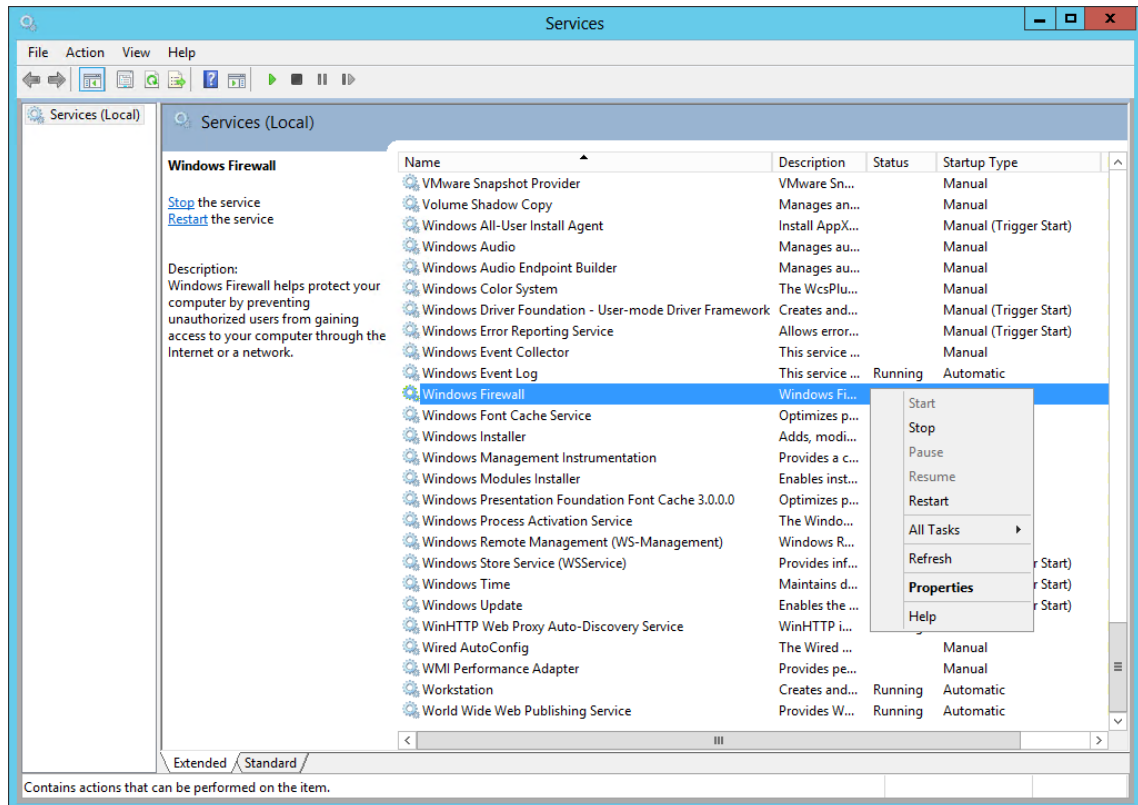 Services
File Action View Help
Services (Local)
Services (Local)
Windows Firewall
Stop the service
Restart the service
Description:
Windows Firewall helps protect your
computer by preventing
unauthorized users from gaining
access to your computer through the
Internet or a network.
Name Description Status Startup Type
VMware Snapshot Provider VMware Sn... Manual
Volume Shadow Copy Manages an... Manual
Windows All-User Install Agent Install AppX... Manual (Trigger Start)
Windows Audio Manages au... Manual
Windows Audio Endpoint Builder Manages au... Manual
Windows Color System The WcsPlu... Manual
Windows Driver Foundation - User-mode Driver Framework Creates and... Manual (Trigger Start)
Windows Error Reporting Service Allows error... Manual (Trigger Start)
Windows Event Collector This service ... Manual
Windows Event Log This service ... Running Automatic
Windows Firewall Windows Fi...
Windows Font Cache Service Optimizes p...
Windows Installer Adds, modi...
Windows Management Instrumentation Provides a c...
Windows Modules Installer Enables inst...
Windows Presentation Foundation Font Cache 3.0.0.0 Optimizes p...
Windows Process Activation Service The Windo...
Windows Remote Management (WS-Management) Windows R...
Windows Store Service (WSService) Provides inf... r Start)
Windows Time Maintains d... r Start)
Windows Update Enables the ... r Start)
WinHTTP Web Proxy Auto-Discovery Service WinHTTP i...
Wired AutoConfig The Wired ... Manual
WMI Performance Adapter Provides pe... Manual
Workstation Creates and... Running Automatic
World Wide Web Publishing Service Provides W... Running Automatic
Start
Stop
Pause
Resume
Restart
All Tasks
Refresh
Properties
Help
Extended Standard
Contains actions that can be performed on the item.